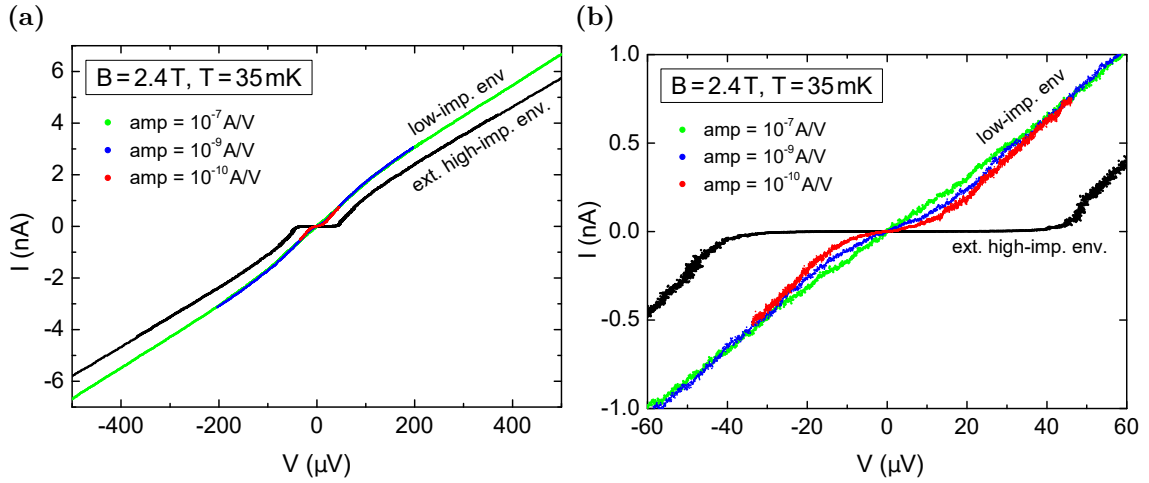 (a)
B = 2.4 T, T = 35 mK
amp = 10⁻⁷ A/V
amp = 10⁻⁹ A/V
amp = 10⁻¹⁰ A/V
low-imp. env
ext. high-imp. env.
6
4
2
0
-2
-4
-6
I (nA)
-400 -200 0 200 400
V (µV)
(b)
B = 2.4 T, T = 35 mK
amp = 10⁻⁷ A/V
amp = 10⁻⁹ A/V
amp = 10⁻¹⁰ A/V
low-imp. env
ext. high-imp. env.
1.0
0.5
0.0
-0.5
-1.0
I (nA)
-60 -40 -20 0 20 40 60
V (µV)